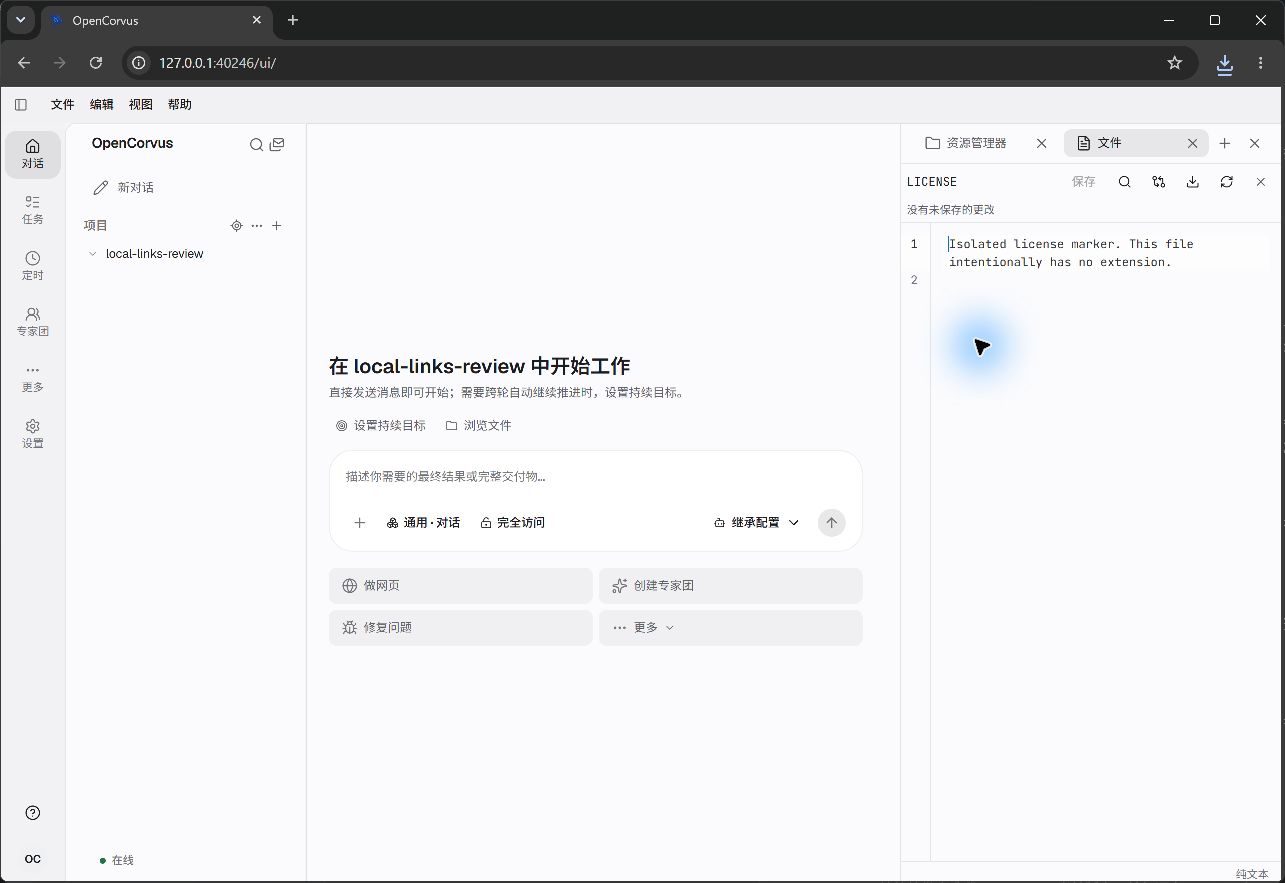 OpenCorvus
127.0.0.1:40246/ui/
文件 编辑 视图 帮助
对话
任务
定时
专家团
更多
设置
OC
OpenCorvus
新对话
项目
local-links-review
在线
在 local-links-review 中开始工作
直接发送消息即可开始；需要跨轮自动继续推进时，设置持续目标。
设置持续目标 浏览文件
描述你需要的最终结果或完整交付物...
通用 · 对话 完全访问 继承配置
做网页 创建专家团
修复问题 更多
资源管理器 文件
LICENSE 保存
没有未保存的更改
1 Isolated license marker. This file
intentionally has no extension.
2
纯文本